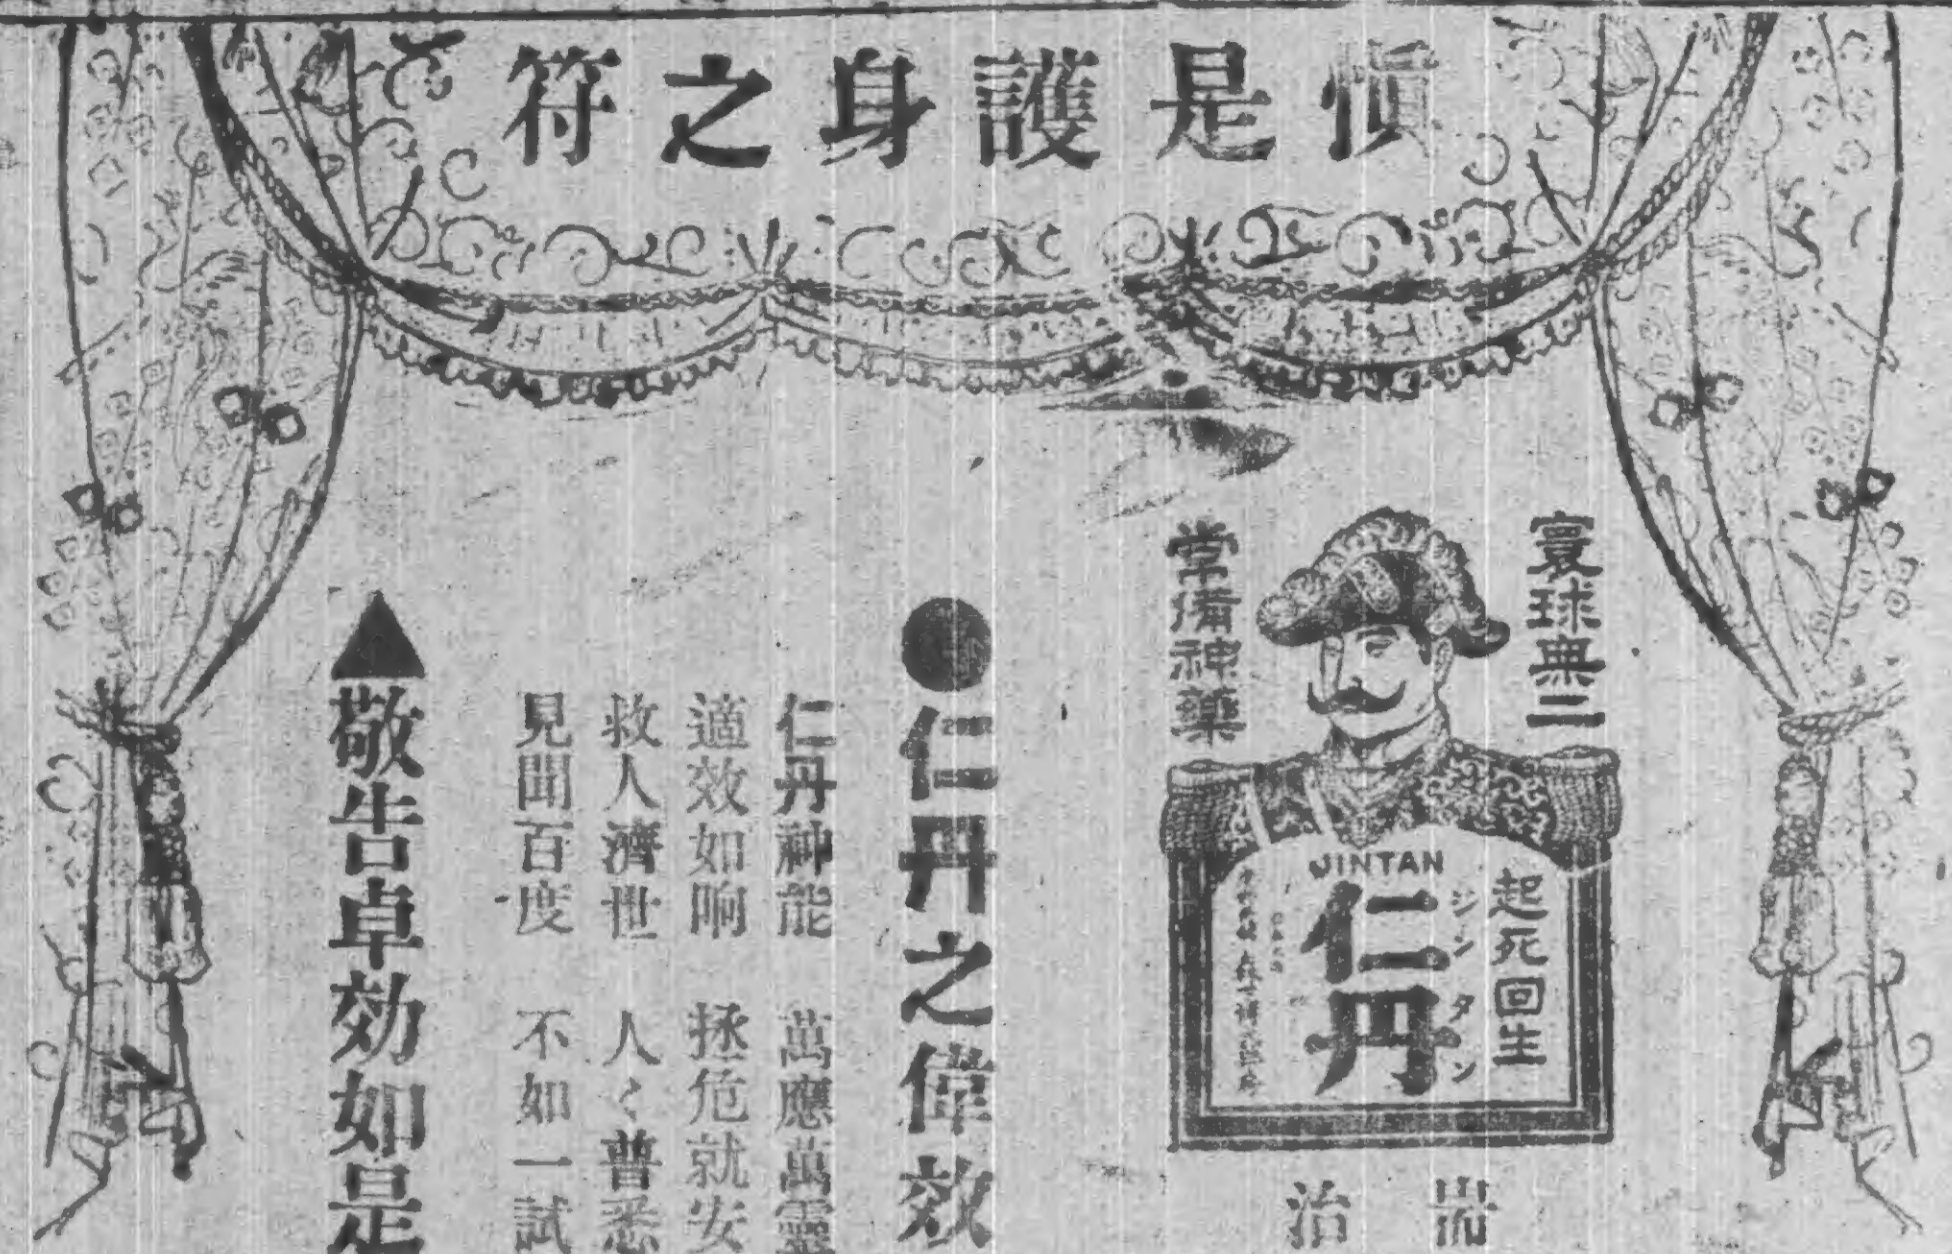 慎是護身之符
寰球無二
常備神藥
JINTAN
起死回生
ジンタン
仁丹
治
●仁丹之偉效
仁丹神能 萬應萬靈
適效如响 拯危就安
救人濟世 人々普悉
見聞百度 不如一試
▲敬告卓効如是